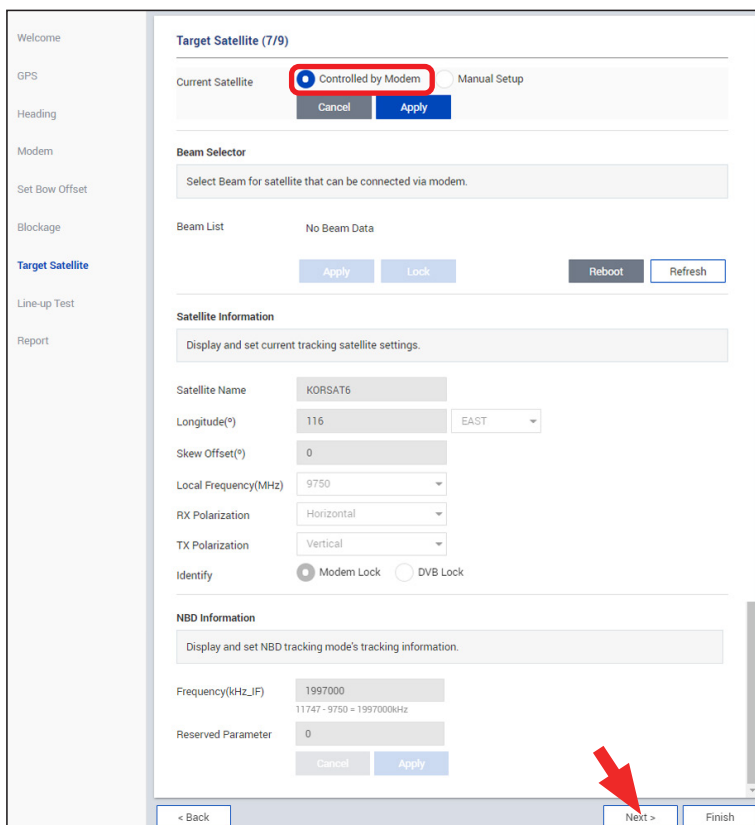 Welcome
GPS
Heading
Modem
Set Bow Offset
Blockage
Target Satellite
Line-up Test
Report
Target Satellite (7/9)
Current Satellite Controlled by Modem Manual Setup
Cancel Apply
Beam Selector
Select Beam for satellite that can be connected via modem.
Beam List No Beam Data
Apply Lock Reboot Refresh
Satellite Information
Display and set current tracking satellite settings.
Satellite Name KORSAT6
Longitude(º) 116 EAST
Skew Offset(º) 0
Local Frequency(MHz) 9750
RX Polarization Horizontal
TX Polarization Vertical
Identify Modem Lock DVB Lock
NBD Information
Display and set NBD tracking mode's tracking information.
Frequency(kHz_IF) 1997000
11747 - 9750 = 1997000kHz
Reserved Parameter 0
Cancel Apply
< Back Next > Finish